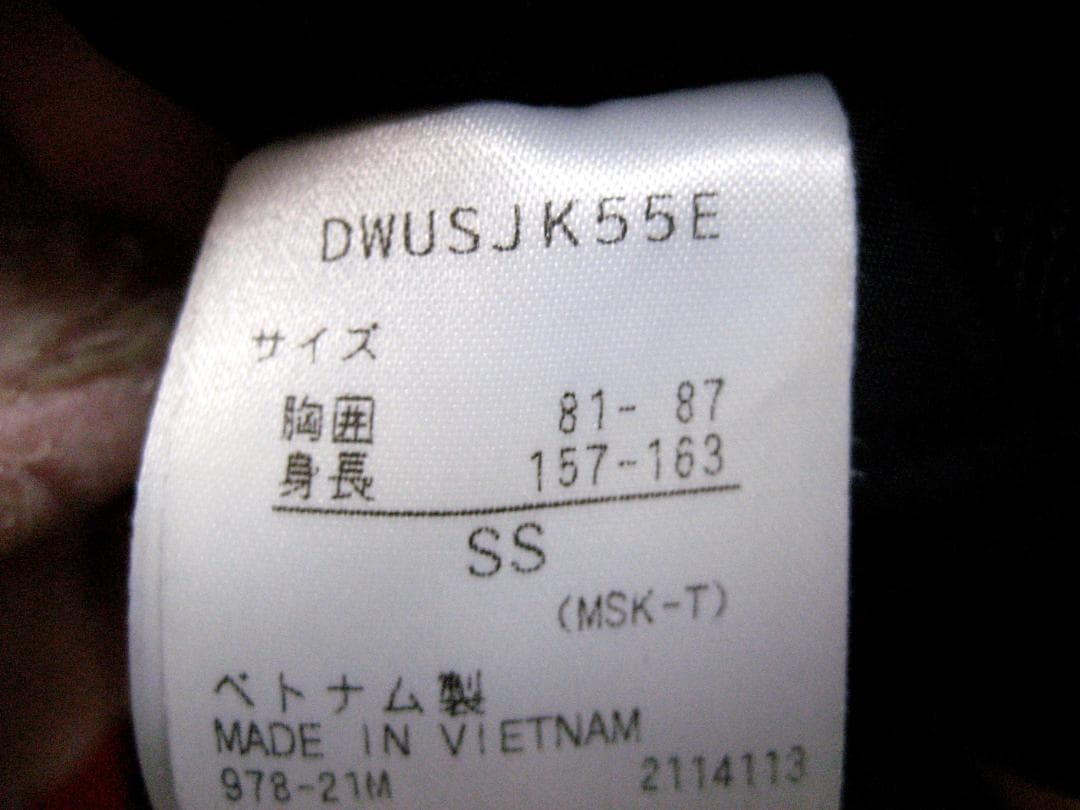 DWUSJK55E
サイズ
胸囲 81- 87
身長 157-163
SS
(MSK-T)
ベトナム製
MADE IN VIETNAM
978-21M 2114113